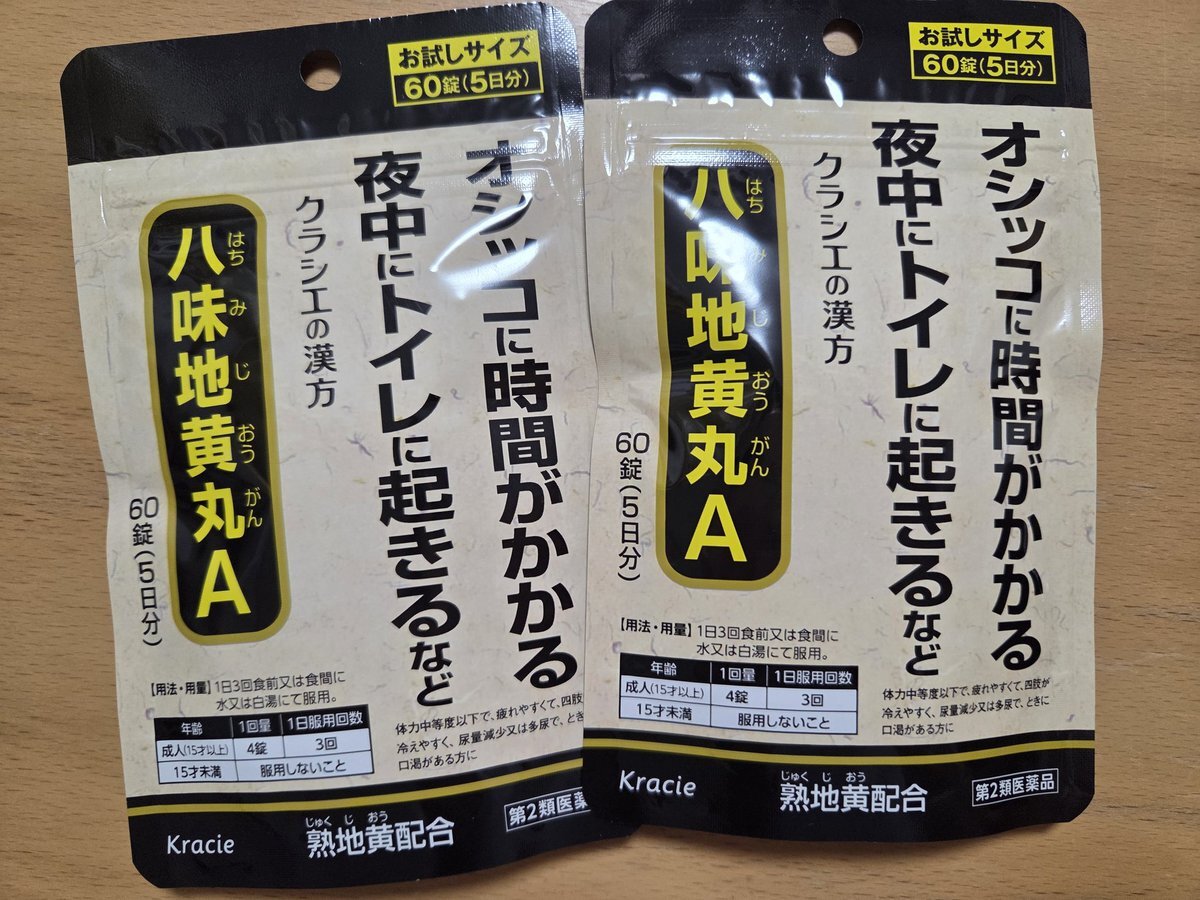 お試しサイズ
60錠(5日分)
オシッコに時間がかかる
夜中にトイレに起きるなど
クラシエの漢方
はちみじおうがん
八味地黄丸A
60錠(5日分)
【用法・用量】1日3回食前又は食間に
水又は白湯にて服用。
年齢 1回量 1日服用回数
成人(15才以上) 4錠 3回
15才未満 服用しないこと
体力中等度以下で、疲れやすくて、四肢
冷えやすく、尿量減少又は多尿で、とき
口渇がある方に
Kracie
じゅくじおう
熟地黄配合
第2類医薬
お試しサイズ
60錠(5日分)
オシッコに時間がかかる
夜中にトイレに起きるなど
クラシエの漢方
はちみじおうがん
八味地黄丸A
60錠(5日分)
【用法・用量】1日3回食前又は食間に
水又は白湯にて服用。
年齢 1回量 1日服用回数
成人(15才以上) 4錠 3回
15才未満 服用しないこと
体力中等度以下で、疲れやすくて、四肢が
冷えやすく、尿量減少又は多尿で、ときに
口渇がある方に
Kracie
じゅくじおう
熟地黄配合
第2類医薬品